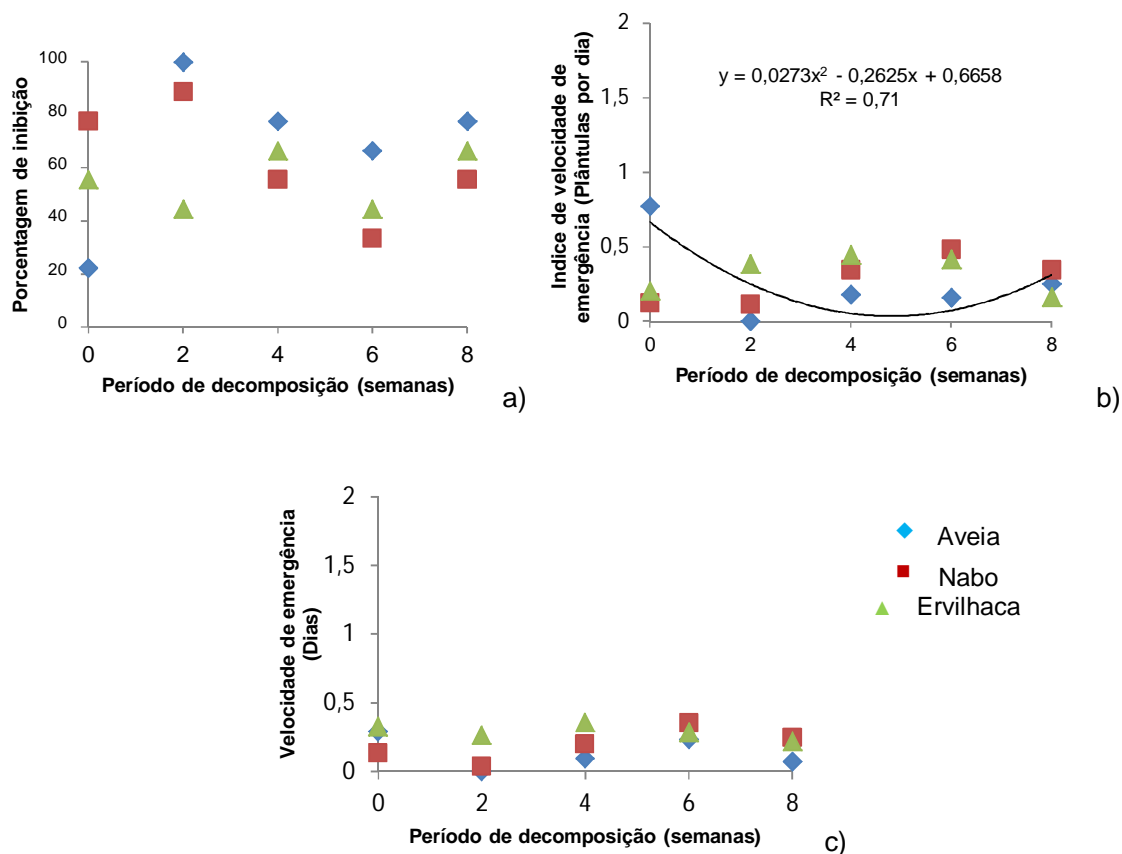 Porcentagem de inibição
100
80
60
40
20
0
0 2 4 6 8
Período de decomposição (semanas)
a)
Indice de velocidade de
emergência (Plântulas por dia)
2
1,5
1
0,5
0
y = 0,0273x² - 0,2625x + 0,6658
R² = 0,71
0 2 4 6 8
Período de decomposição (semanas)
b)
Velocidade de emergência
(Dias)
2
1,5
1
0,5
0
0 2 4 6 8
Período de decomposição (semanas)
c)
Aveia
Nabo
Ervilhaca